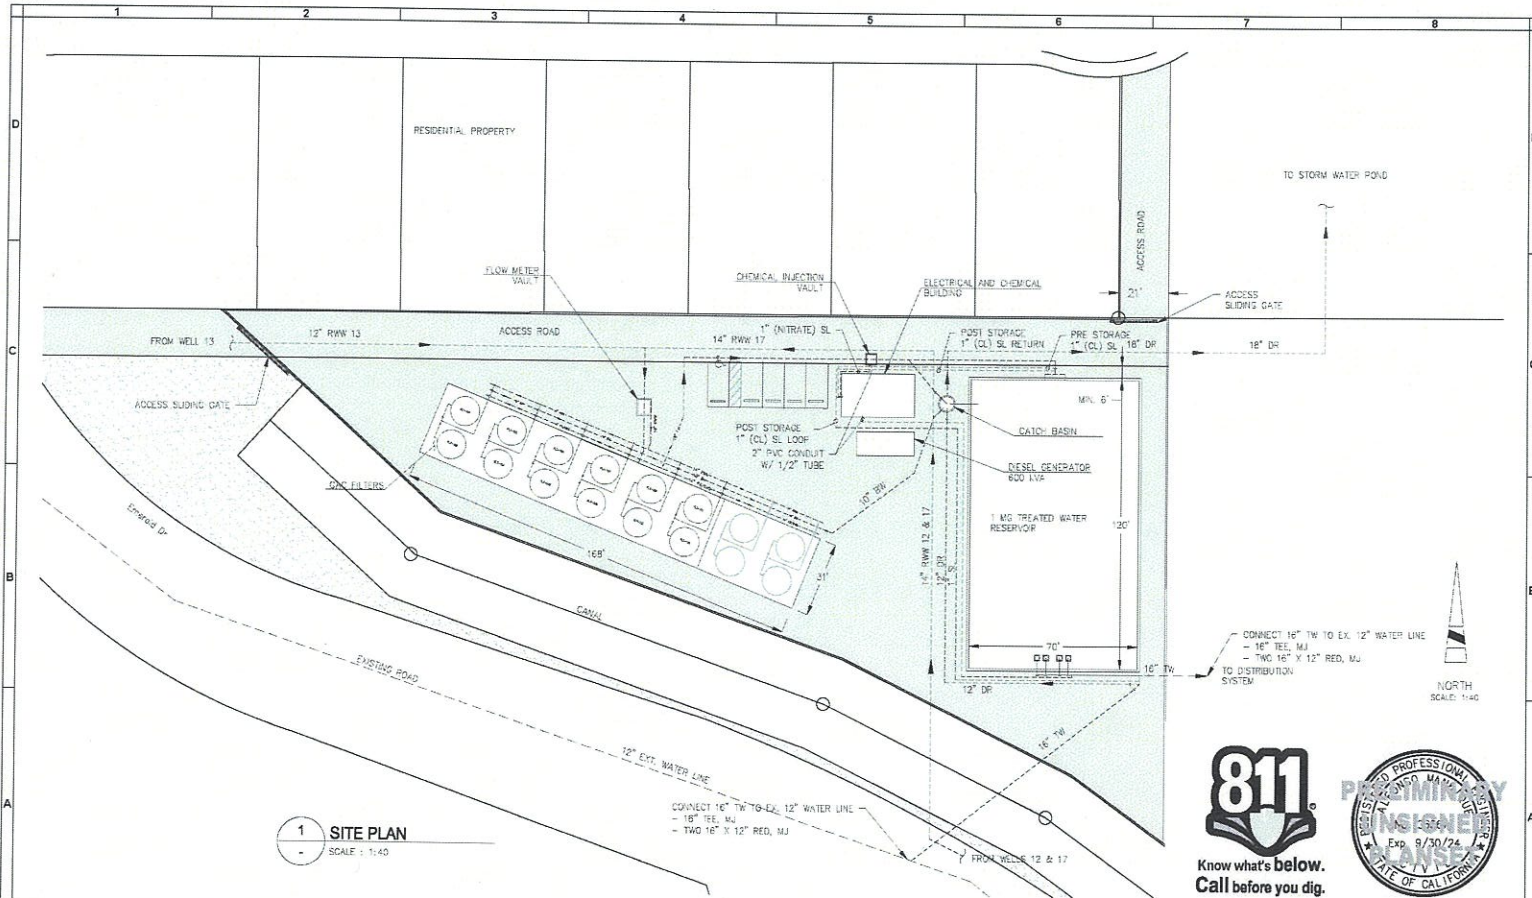 1 2 3 4 5 6 7 8
D
C
B
A
RESIDENTIAL PROPERTY
TO STORM WATER POND
ACCESS ROAD
FLOW METER
VAULT
CHEMICAL INJECTION
VAULT
ELECTRICAL AND CHEMICAL
BUILDING
21'
ACCESS
SLIDING GATE
FROM WELL 13
12" RWW 13
ACCESS ROAD
1" (NITRATE) SL
14" RWW 17
POST STORAGE
1" (CL) SL RETURN
PRE STORAGE
1" (CL) SL
18" DR
18" DR
ACCESS SLIDING GATE
MIN. 6'
POST STORAGE
1" (CL) SL LOOP
2" PVC CONDUIT
W/ 1/2" TUBE
CATCH BASIN
DIESEL GENERATOR
600 KVA
GAC FILTERS
10" BW
1 MG TREATED WATER
RESERVOIR
120'
Emerald Dr
168'
31'
14" RWW 12 & 17
12" DR
CANAL
70'
EXISTING ROAD
12" DR
16" TW
CONNECT 16" TW TO EX. 12" WATER LINE
- 16" TEE, MJ
- TWO 16" X 12" RED, MJ
TO DISTRIBUTION
SYSTEM
NORTH
SCALE: 1:40
16" TW
12" EXT. WATER LINE
CONNECT 16" TW TO EX. 12" WATER LINE
- 16" TEE, MJ
- TWO 16" X 12" RED, MJ
FROM WELLS 12 & 17
1
-
SITE PLAN
SCALE : 1:40
811
Know what's below.
Call before you dig.
PRELIMINARY
UNSIGNED
PLANSET
Exp. 9/30/24
STATE OF CALIFORNIA